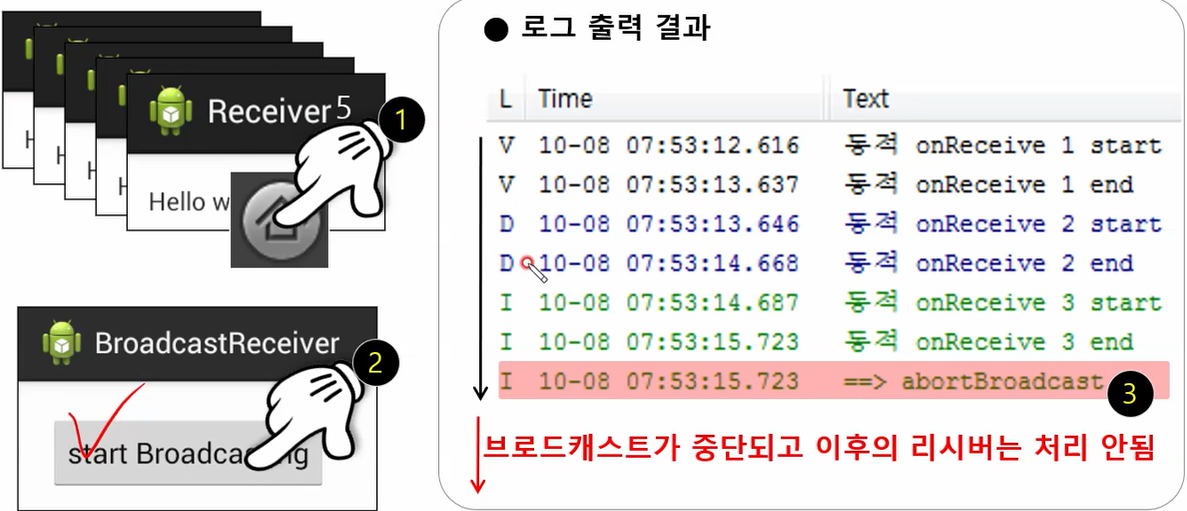 Receiver5
1
Hello w
BroadcastReceiver
2
start Broadca ng
● 로그 출력 결과
L Time Text
V 10-08 07:53:12.616 동적 onReceive 1 start
V 10-08 07:53:13.637 동적 onReceive 1 end
D 10-08 07:53:13.646 동적 onReceive 2 start
D 10-08 07:53:14.668 동적 onReceive 2 end
I 10-08 07:53:14.687 동적 onReceive 3 start
I 10-08 07:53:15.723 동적 onReceive 3 end
I 10-08 07:53:15.723 ==> abortBroadcast
3
브로드캐스트가 중단되고 이후의 리시버는 처리 안됨